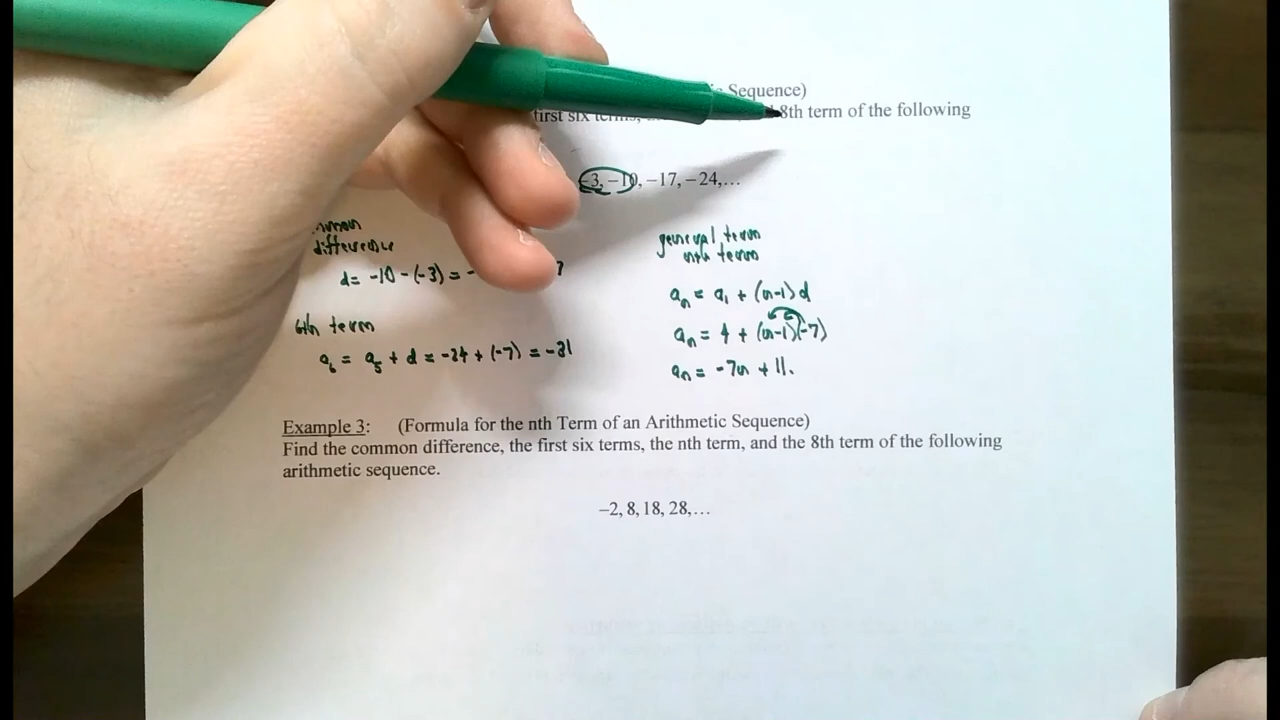 Sequence)
first six terms, 8th term of the following
−3, −10, −17, −24,…
difference
d= -10 - (-3) = - 7
6th term
a₆ = a₅ + d = -24 + (-7) = -31
general term
nth term
aₙ = a₁ + (n-1)d
aₙ = 4 + (n-1)(-7)
aₙ = -7n + 11.
Example 3: (Formula for the nth Term of an Arithmetic Sequence)
Find the common difference, the first six terms, the nth term, and the 8th term of the following
arithmetic sequence.
−2, 8, 18, 28,…